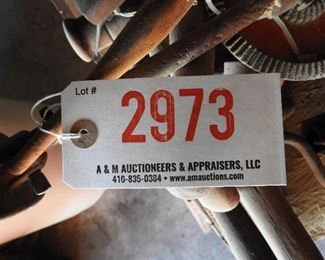 Lot #
2973
A & M AUCTIONEERS & APPRAISERS, LLC
410-835-0384 • www.amauctions.com